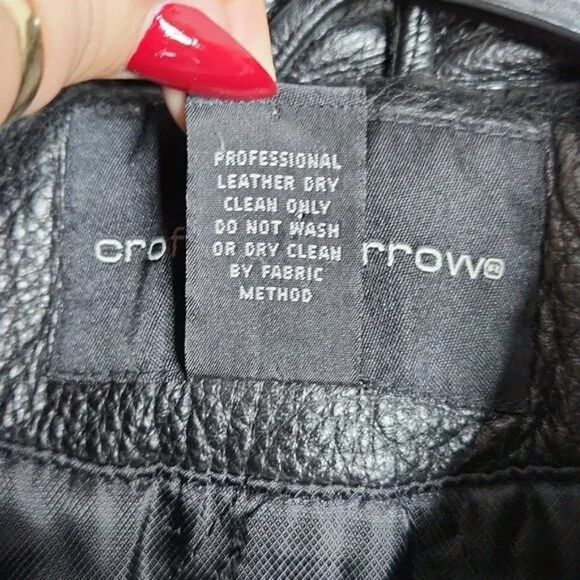 PROFESSIONAL
LEATHER DRY
CLEAN ONLY
DO NOT WASH
OR DRY CLEAN
BY FABRIC
METHOD
cro rrow®